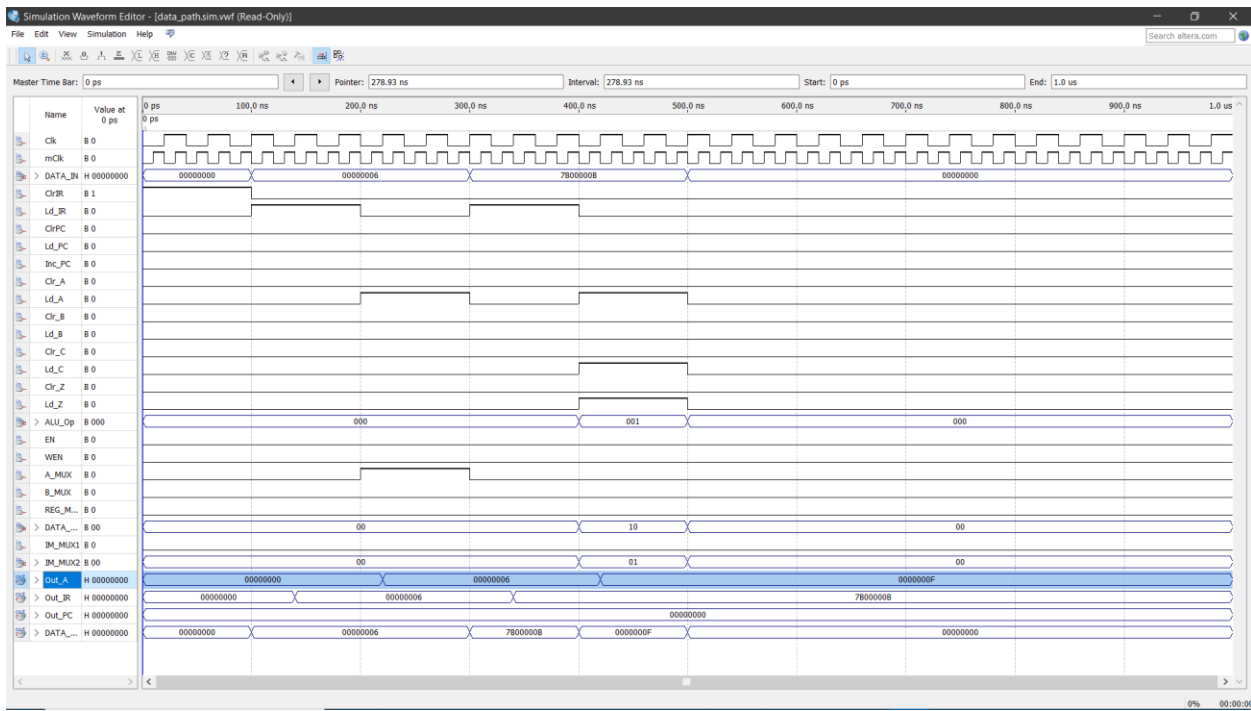 Simulation Waveform Editor - [data_path.sim.vwf (Read-Only)]
File Edit View Simulation Help
Search altera.com
Master Time Bar: 0 ps Pointer: 278.93 ns Interval: 278.93 ns Start: 0 ps End: 1.0 us
Name Value at 0 ps
0 ps 100.0 ns 200.0 ns 300.0 ns 400.0 ns 500.0 ns 600.0 ns 700.0 ns 800.0 ns 900.0 ns 1.0 us
0 ps
Clk B 0
mClk B 0
DATA_IN H 00000000 00000000 00000006 7B00000B 00000000
ClrIR B 1
Ld_IR B 0
ClrPC B 0
Ld_PC B 0
Inc_PC B 0
Clr_A B 0
Ld_A B 0
Clr_B B 0
Ld_B B 0
Clr_C B 0
Ld_C B 0
Clr_Z B 0
Ld_Z B 0
ALU_Op B 000 000 001 000
EN B 0
WEN B 0
A_MUX B 0
B_MUX B 0
REG_M... B 0
DATA_... B 00 00 10 00
IM_MUX1 B 0
IM_MUX2 B 00 00 01 00
Out_A H 00000000 00000000 00000006 0000000F
Out_IR H 00000000 00000000 00000006 7B00000B
Out_PC H 00000000 00000000
DATA_... H 00000000 00000000 00000006 7B00000B 0000000F 00000000
0% 00:00:00